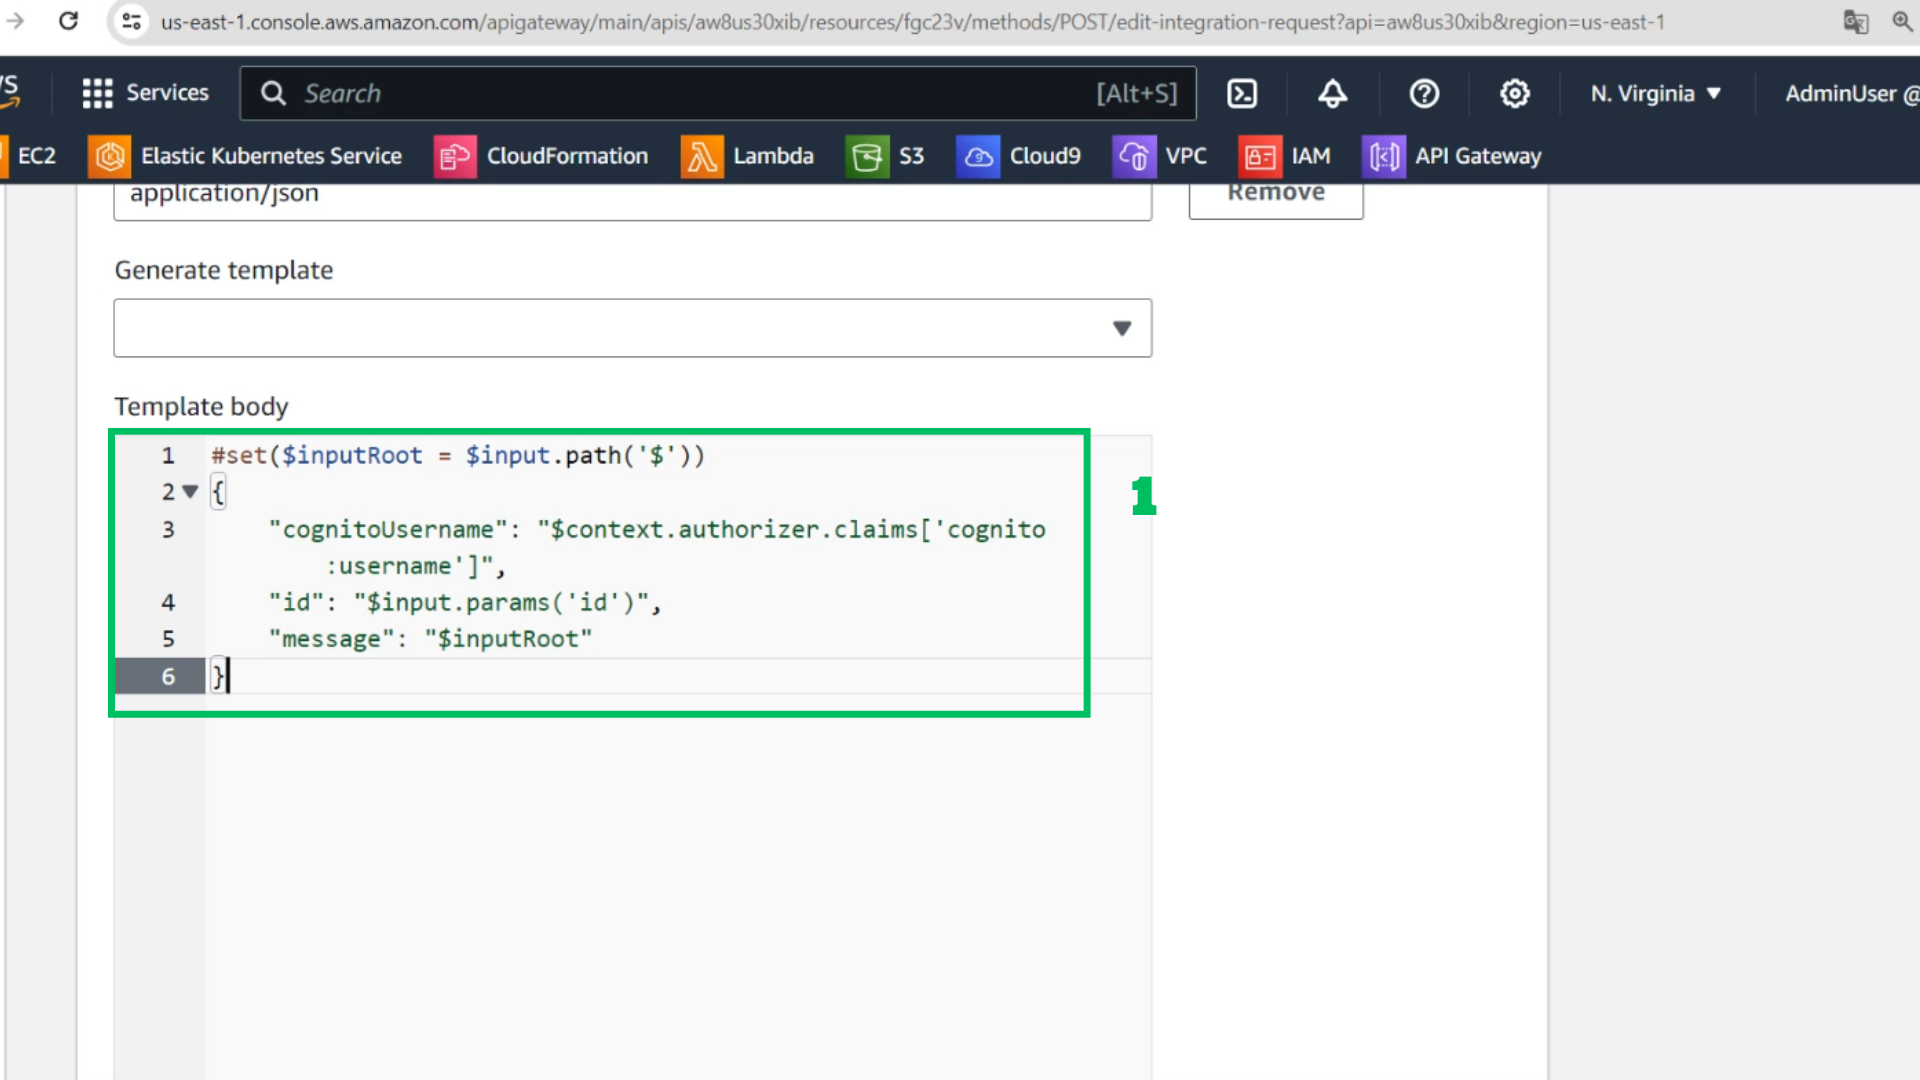 us-east-1.console.aws.amazon.com/apigateway/main/apis/aw8us30xib/resources/fgc23v/methods/POST/edit-integration-request?api=aw8us30xib&region=us-east-1
Services Search [Alt+S] N. Virginia AdminUser @
EC2 Elastic Kubernetes Service CloudFormation Lambda S3 Cloud9 VPC IAM API Gateway
application/json Remove
Generate template
Template body
1 #set($inputRoot = $input.path('$'))
2 {
3 "cognitoUsername": "$context.authorizer.claims['cognito
:username']",
4 "id": "$input.params('id')",
5 "message": "$inputRoot"
6 }
1